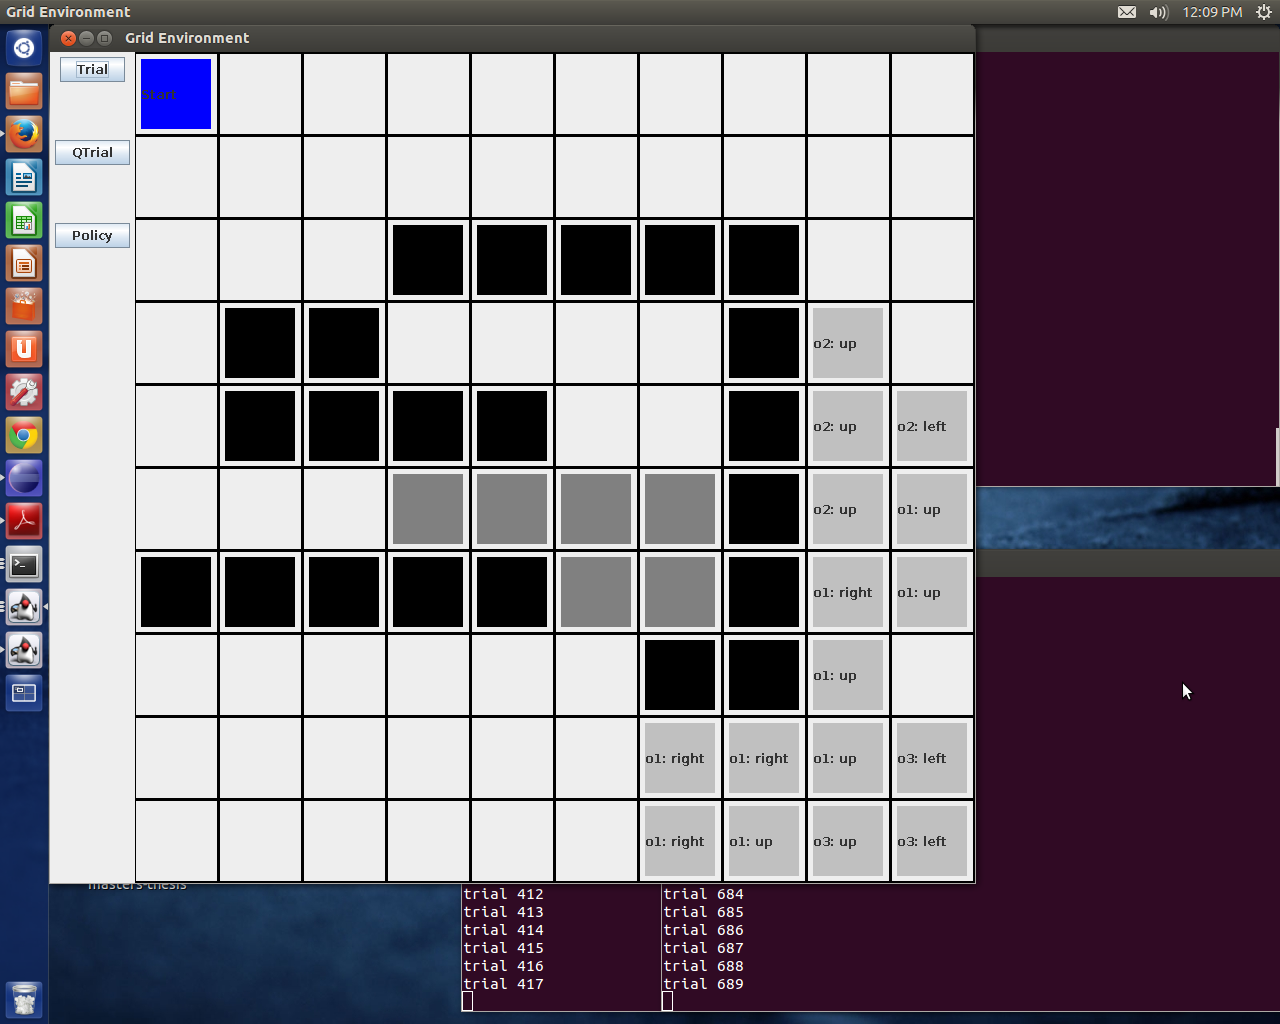 Grid Environment
12:09 PM
Grid Environment
Trial
Start
QTrial
Policy
o2: up
o2: up o2: left
o2: up o1: up
o1: right o1: up
o1: up
o1: right o1: right o1: up o3: left
o1: right o1: up o3: up o3: left
masters-thesis
trial 412 trial 684
trial 413 trial 685
trial 414 trial 686
trial 415 trial 687
trial 416 trial 688
trial 417 trial 689